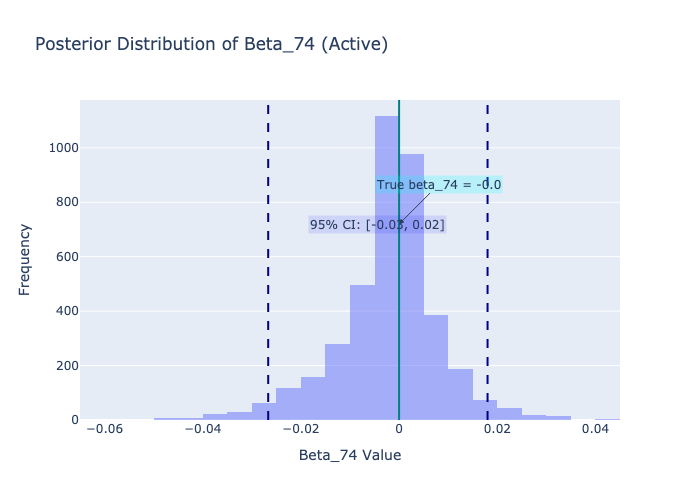 Posterior Distribution of Beta_74 (Active)
1000
800
600
400
200
0
Frequency
True beta_74 = -0.0
95% CI: [-0.03, 0.02]
−0.06
−0.04
−0.02
0
0.02
0.04
Beta_74 Value